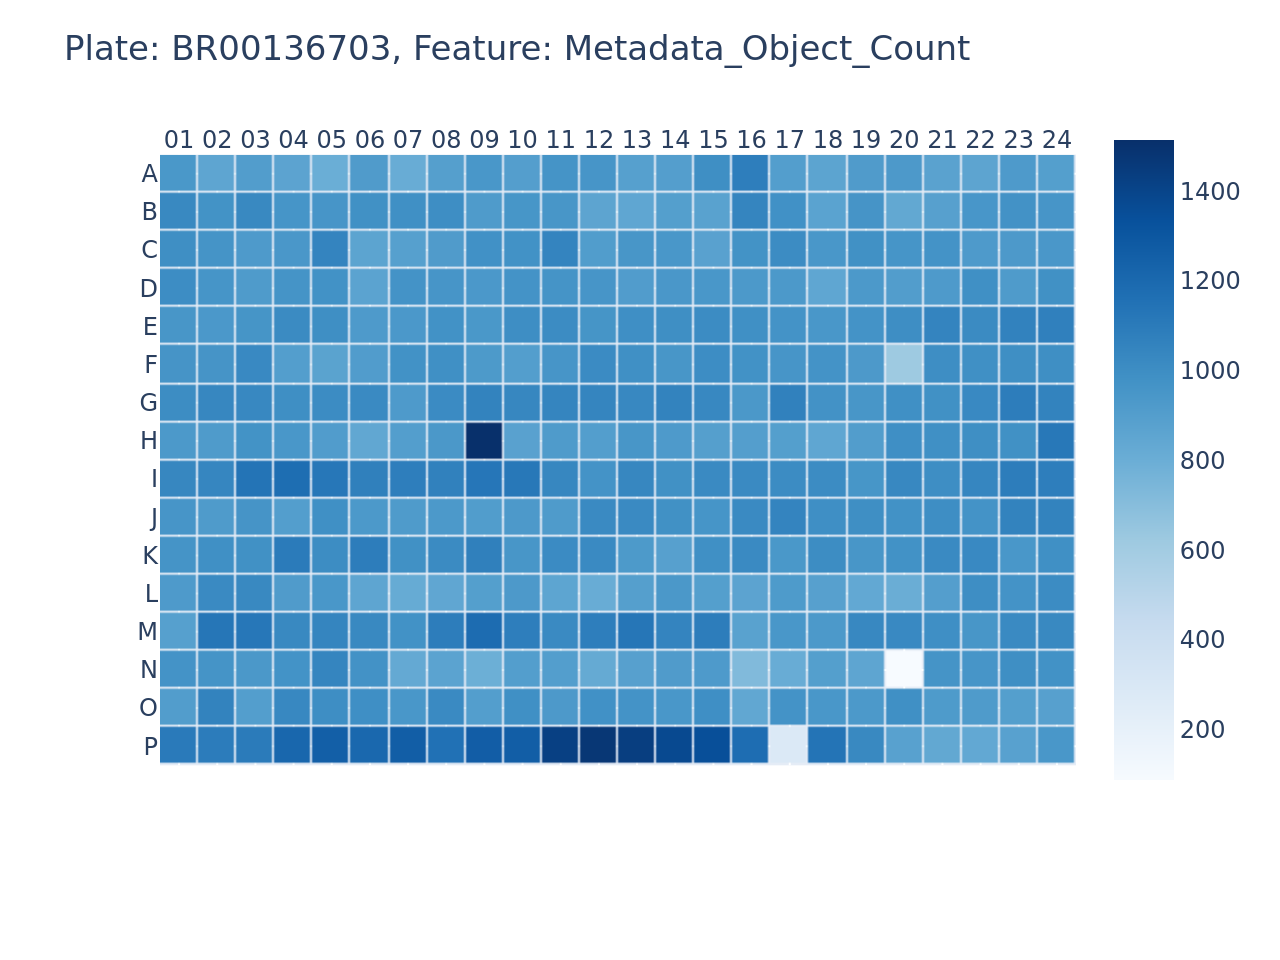 Plate: BR00136703, Feature: Metadata_Object_Count
01 02 03 04 05 06 07 08 09 10 11 12 13 14 15 16 17 18 19 20 21 22 23 24
A
B
C
D
E
F
G
H
I
J
K
L
M
N
O
P
1400
1200
1000
800
600
400
200